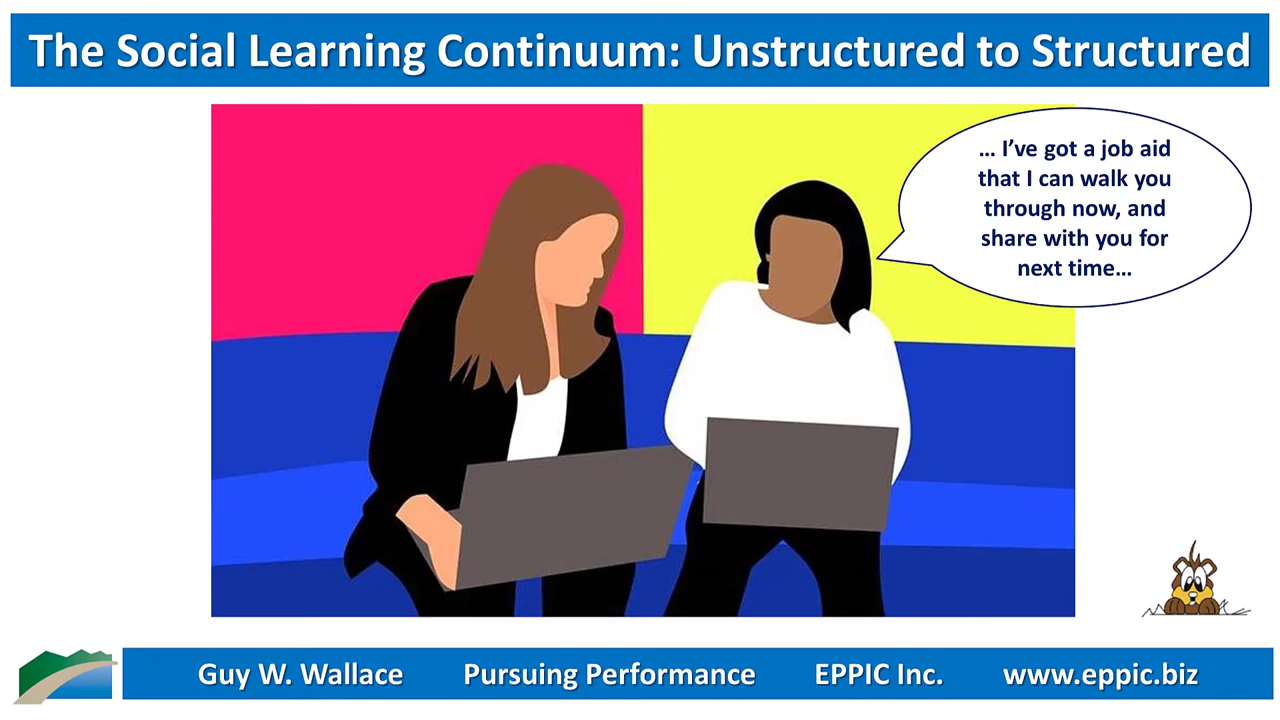 The Social Learning Continuum: Unstructured to Structured
… I’ve got a job aid
that I can walk you
through now, and
share with you for
next time…
Guy W. Wallace Pursuing Performance EPPIC Inc. www.eppic.biz